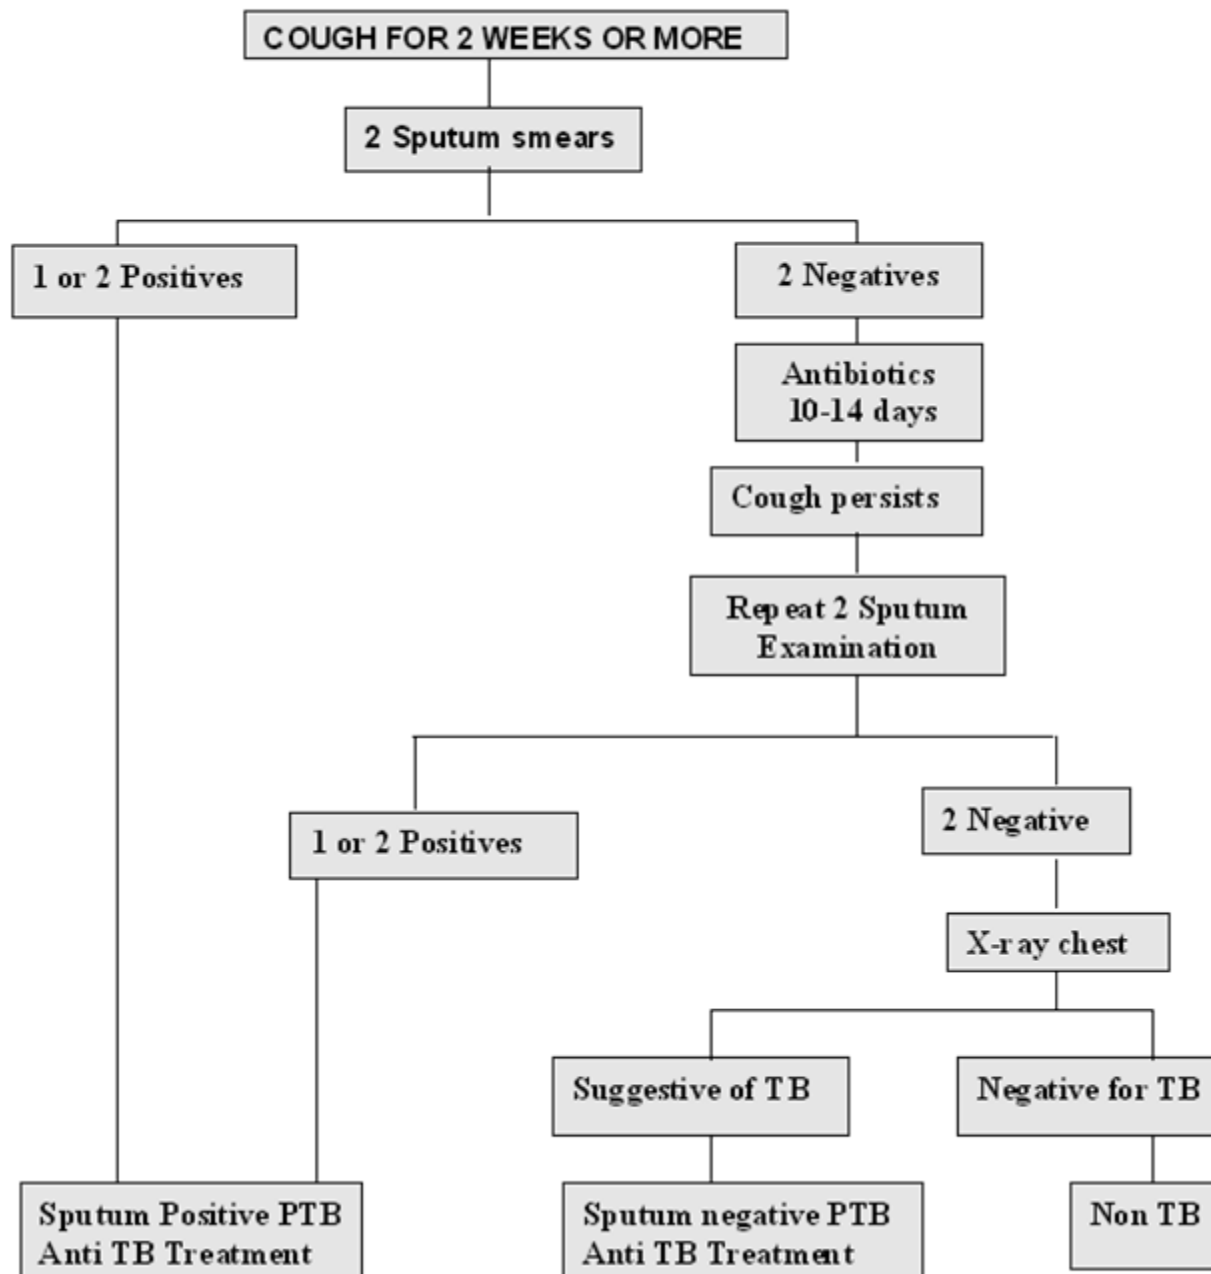 COUGH FOR 2 WEEKS OR MORE
2 Sputum smears
1 or 2 Positives
2 Negatives
Antibiotics
10-14 days
Cough persists
Repeat 2 Sputum
Examination
1 or 2 Positives
2 Negative
X-ray chest
Suggestive of TB
Negative for TB
Sputum Positive PTB
Anti TB Treatment
Sputum negative PTB
Anti TB Treatment
Non TB